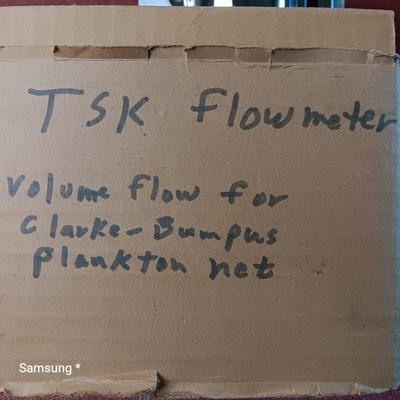 TSK Flowmeter
Volume flow for
Clarke-Bumpus
plankton net
Samsung *